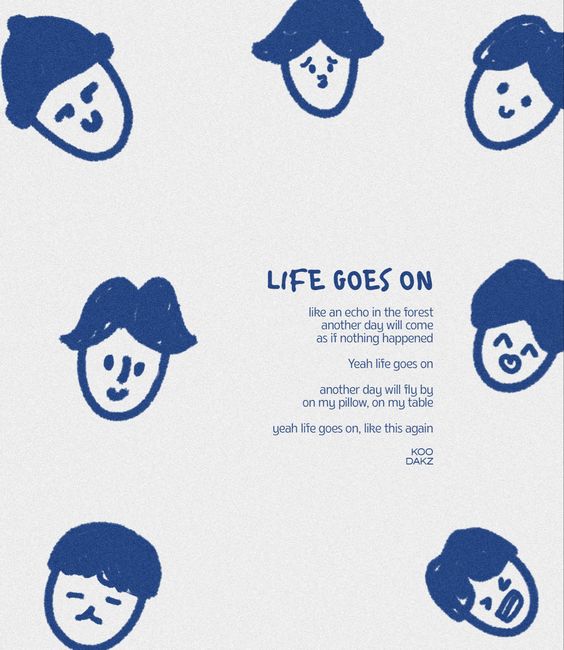 LIFE GOES ON
like an echo in the forest
another day will come
as if nothing happened
Yeah life goes on
another day will fly by
on my pillow, on my table
yeah life goes on, like this again
KOO
DAKZ